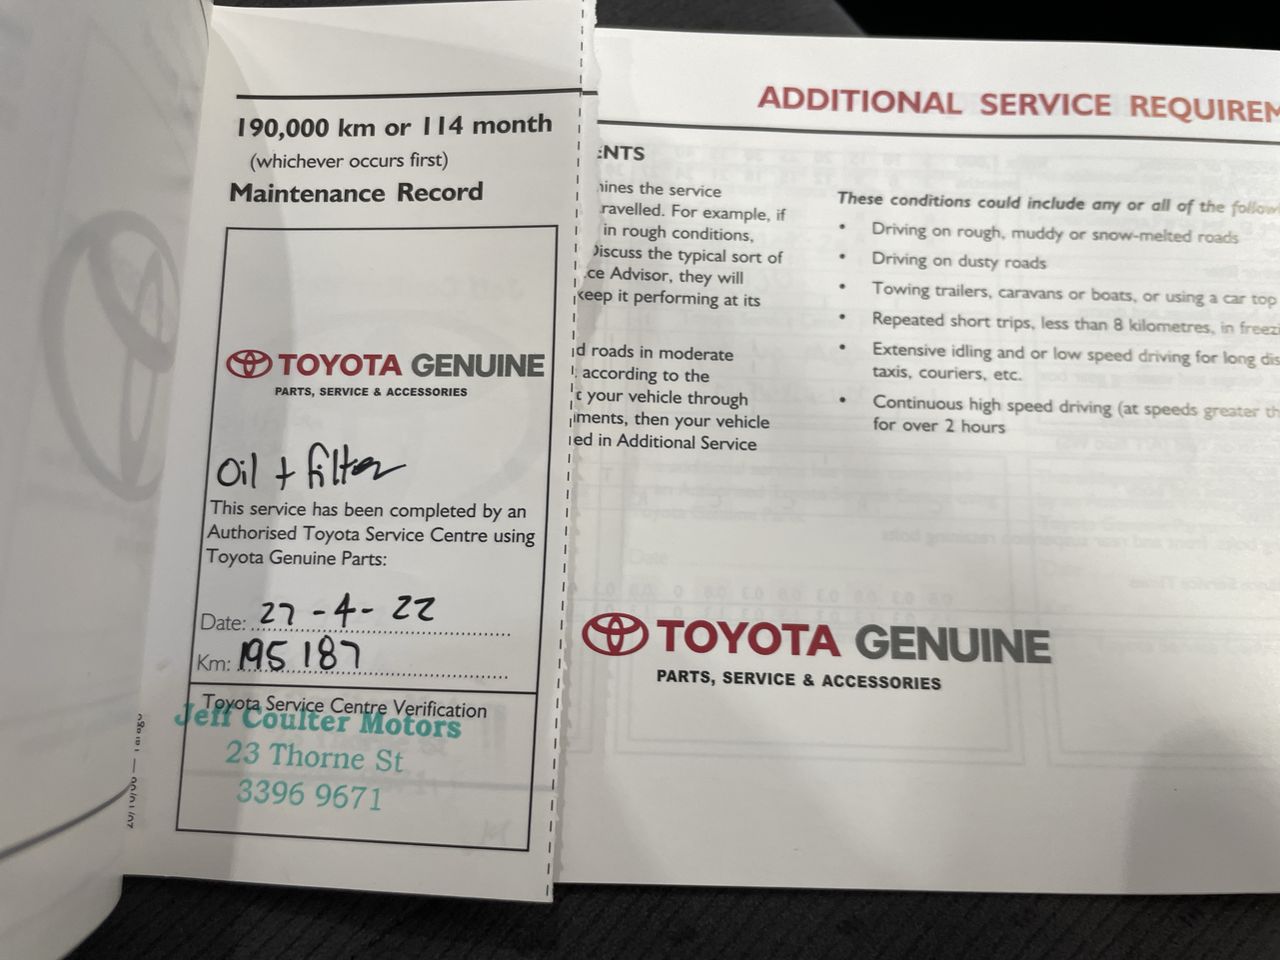 190,000 km or 114 month
(whichever occurs first)
Maintenance Record
TOYOTA GENUINE
PARTS, SERVICE & ACCESSORIES
Oil + filter
This service has been completed by an
Authorised Toyota Service Centre using
Toyota Genuine Parts:
Date: 27 - 4 - 22
Km: 195 187
Toyota Service Centre Verification
Jeff Coulter Motors
23 Thorne St
3396 9671
ADDITIONAL SERVICE REQUIREM
ENTS
ines the service
ravelled. For example, if
in rough conditions,
Discuss the typical sort of
ce Advisor, they will
keep it performing at its
d roads in moderate
according to the
t your vehicle through
ments, then your vehicle
ed in Additional Service
These conditions could include any or all of the follow
• Driving on rough, muddy or snow-melted roads
• Driving on dusty roads
• Towing trailers, caravans or boats, or using a car top
• Repeated short trips, less than 8 kilometres, in freezi
• Extensive idling and or low speed driving for long dis
taxis, couriers, etc.
• Continuous high speed driving (at speeds greater th
for over 2 hours
TOYOTA GENUINE
PARTS, SERVICE & ACCESSORIES